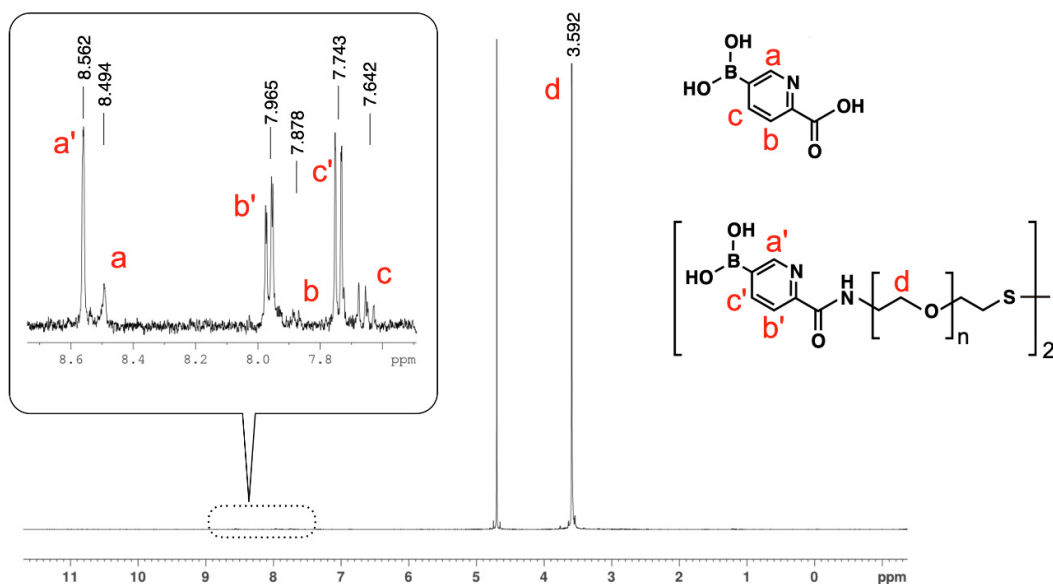 8.562
8.494
7.965
7.878
7.743
7.642
a'
a
b'
b
c'
c
8.6 8.4 8.2 8.0 7.8 ppm
d
3.592
OH
HO B a N
c b OH
O
OH
HO B a' N
c' b' O
H
N d O n S 2
11 10 9 8 7 6 5 4 3 2 1 0 ppm